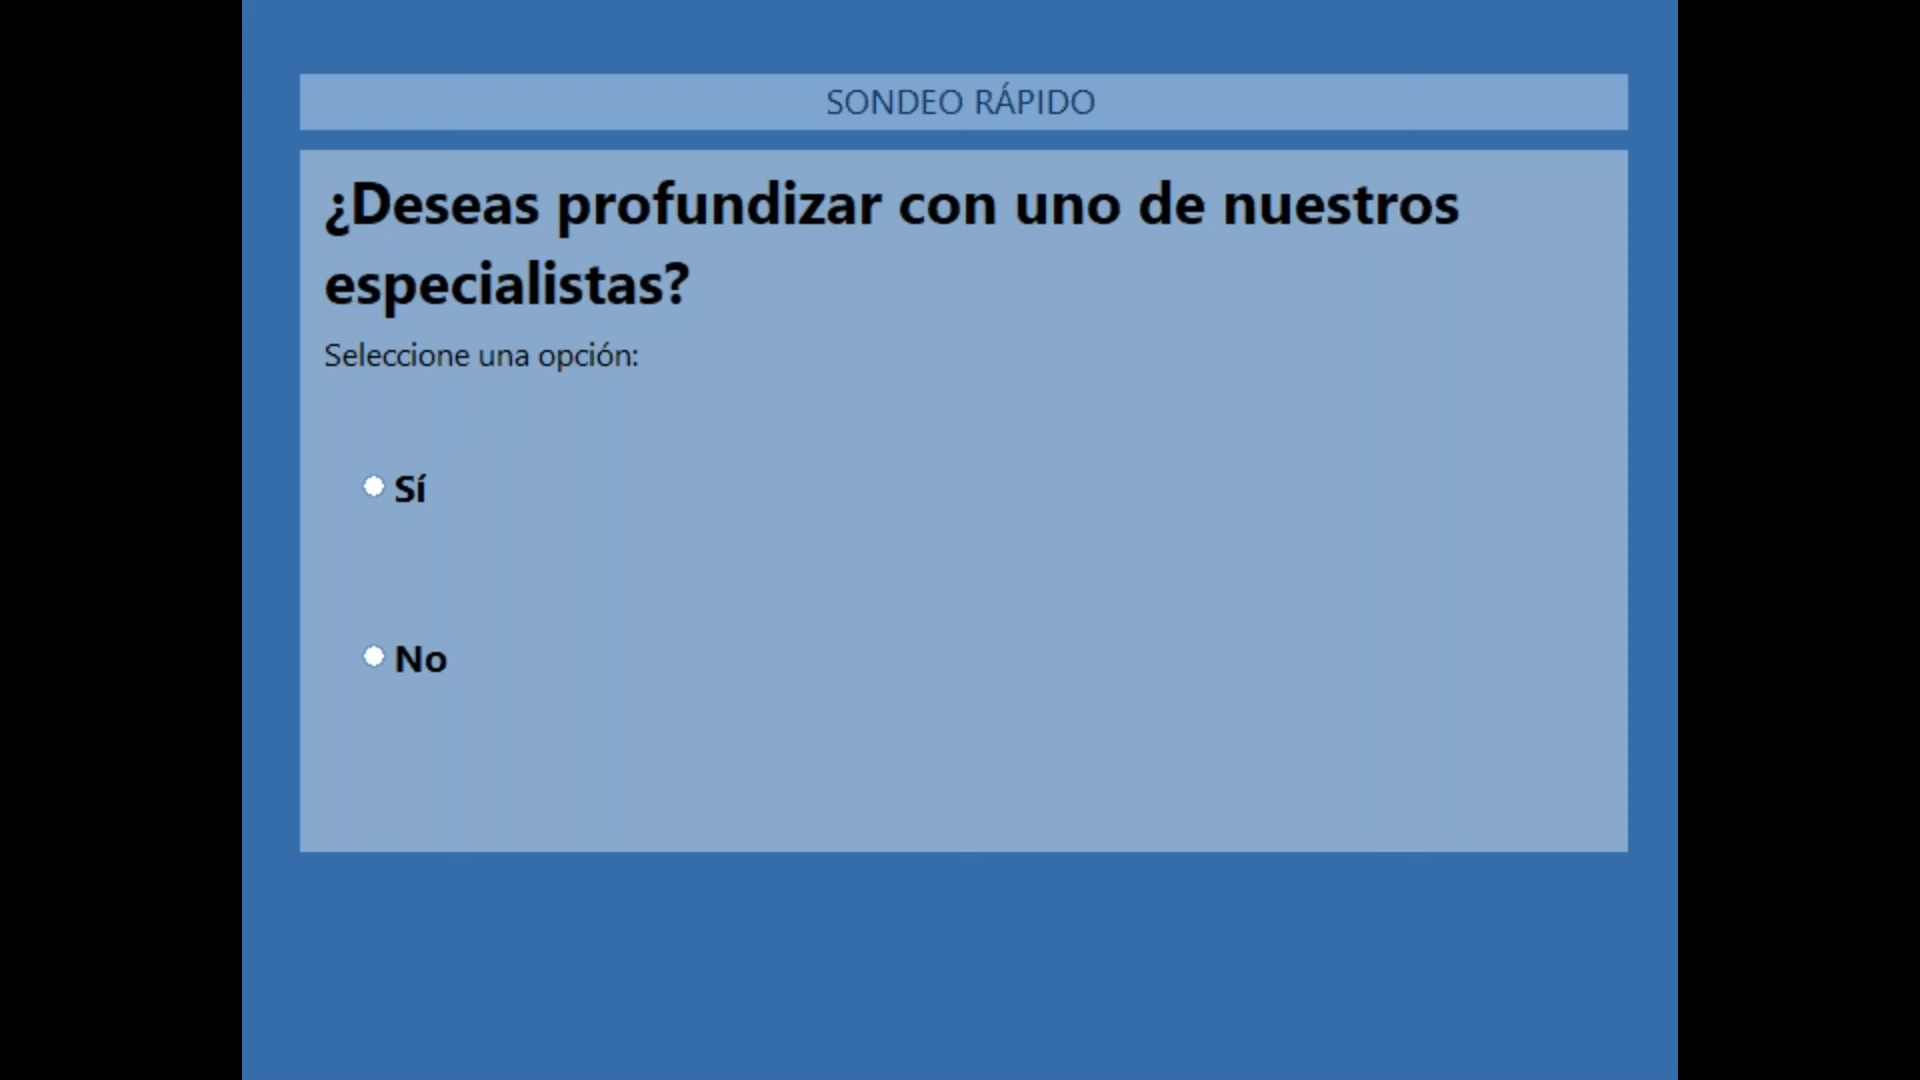 SONDEO RÁPIDO
¿Deseas profundizar con uno de nuestros
especialistas?
Seleccione una opción:
Sí
No